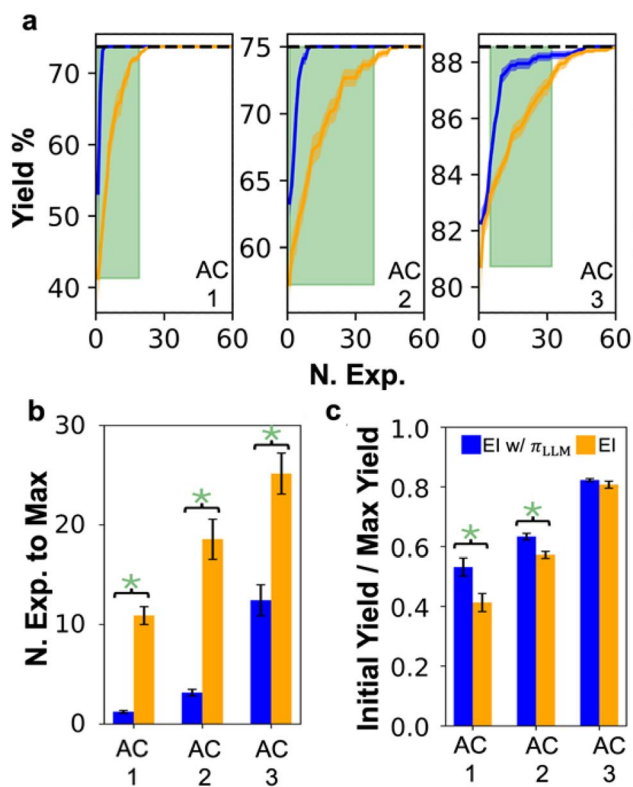 a
Yield %
70
60
50
40
0 30 60
AC
1
75
70
65
60
0 30 60
AC
2
88
86
84
82
80
0 30 60
AC
3
N. Exp.
b
N. Exp. to Max
30
20
10
0
*
*
*
AC AC AC
1 2 3
c
Initial Yield / Max Yield
1.0
0.8
0.6
0.4
0.2
0.0
EI w/ π_LLM EI
*
*
AC AC AC
1 2 3